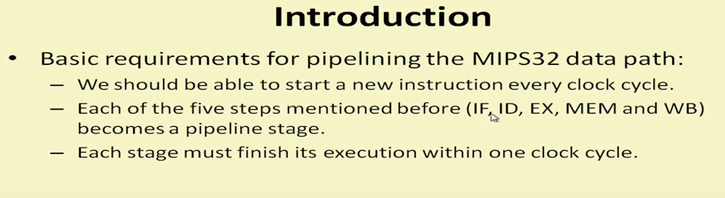 Introduction
• Basic requirements for pipelining the MIPS32 data path:
– We should be able to start a new instruction every clock cycle.
– Each of the five steps mentioned before (IF, ID, EX, MEM and WB)
becomes a pipeline stage.
– Each stage must finish its execution within one clock cycle.